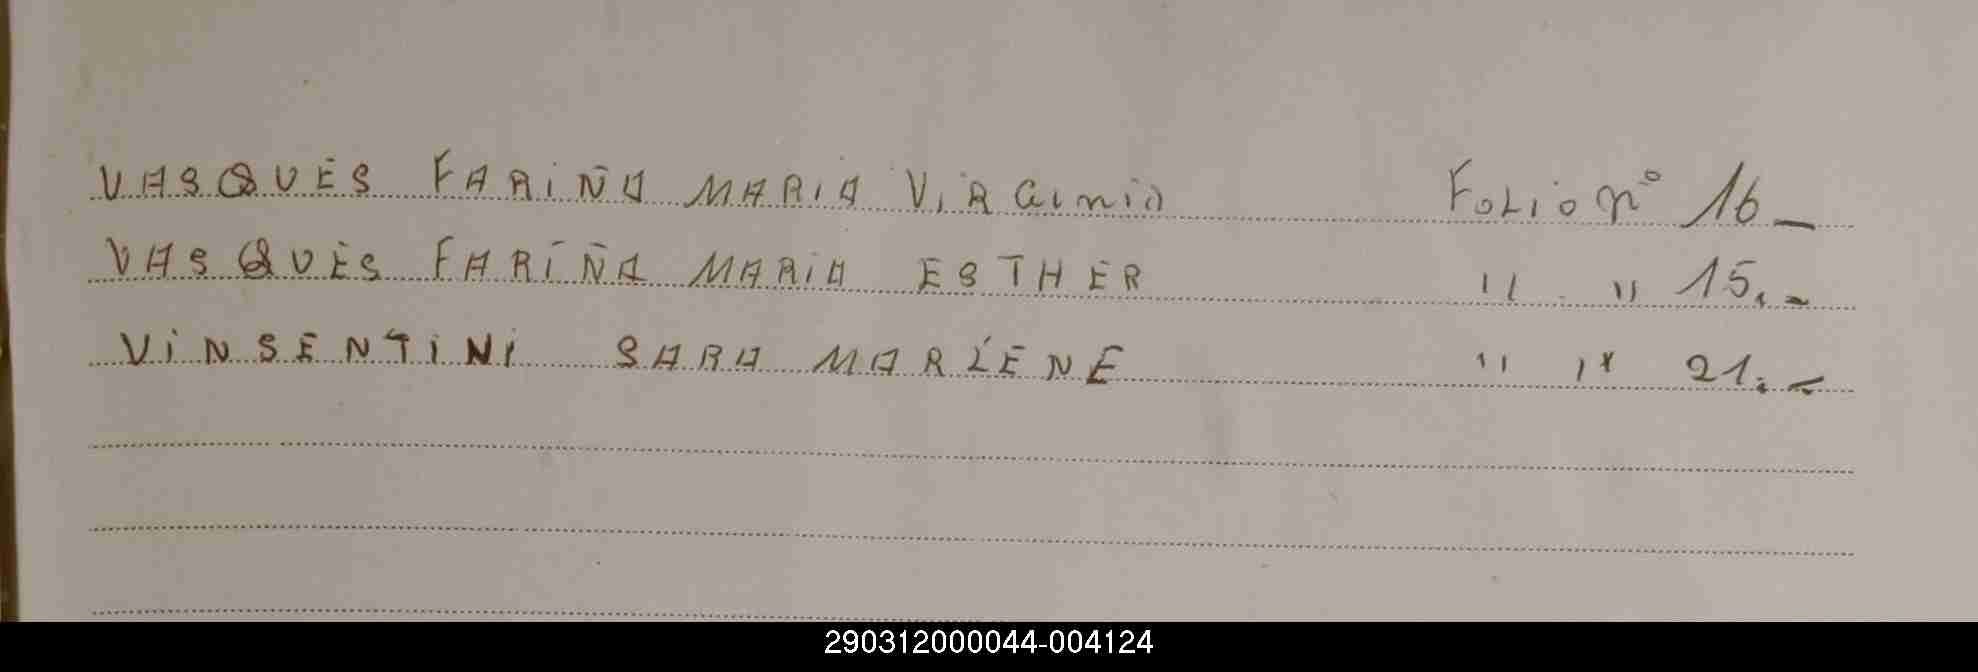 VASQUES FARIÑA MARIA VIRGINIA FOLIO Nº 16_
VASQUES FARIÑA MARIA ESTHER " " 15.-
VINSENTINI SARA MARLENE " " 21.-
290312000044-004124